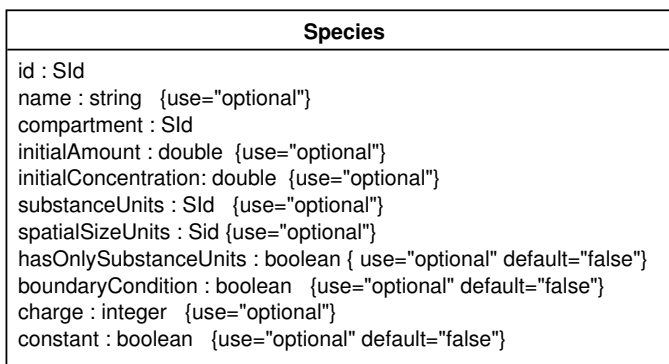 Species
id : SId
name : string {use="optional"}
compartment : SId
initialAmount : double {use="optional"}
initialConcentration: double {use="optional"}
substanceUnits : SId {use="optional"}
spatialSizeUnits : Sid {use="optional"}
hasOnlySubstanceUnits : boolean { use="optional" default="false"}
boundaryCondition : boolean {use="optional" default="false"}
charge : integer {use="optional"}
constant : boolean {use="optional" default="false"}